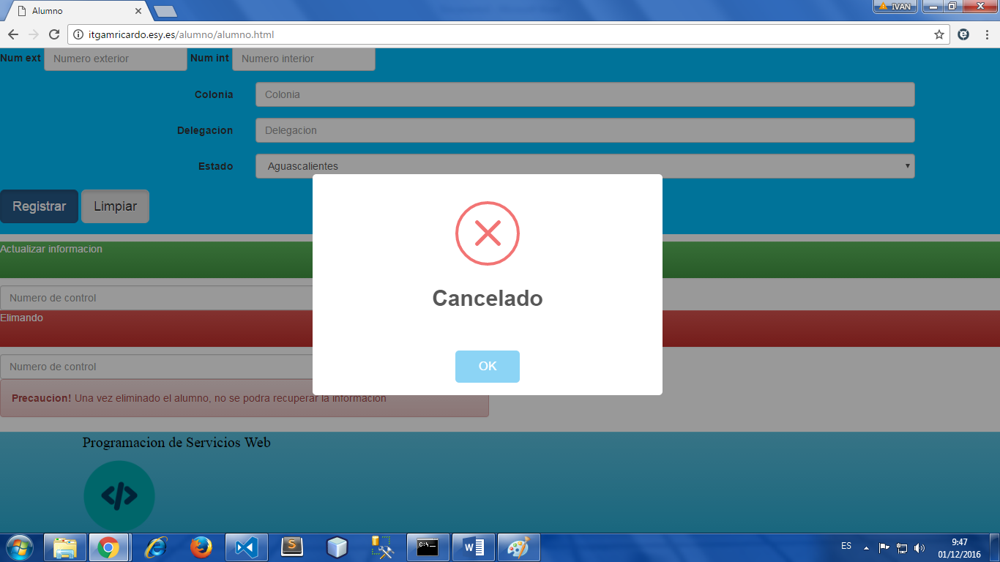 Alumno
IVAN
itgamricardo.esy.es/alumno/alumno.html
Num ext Numero exterior Num int Numero interior
Colonia Colonia
Delegacion Delegacion
Estado Aguascalientes
Registrar Limpiar
Actualizar informacion
Numero de control
Elimando
Numero de control
Precaucion! Una vez eliminado el alumno, no se podra recuperar la informacion
Cancelado
OK
Programacion de Servicios Web
ES
9:47
01/12/2016